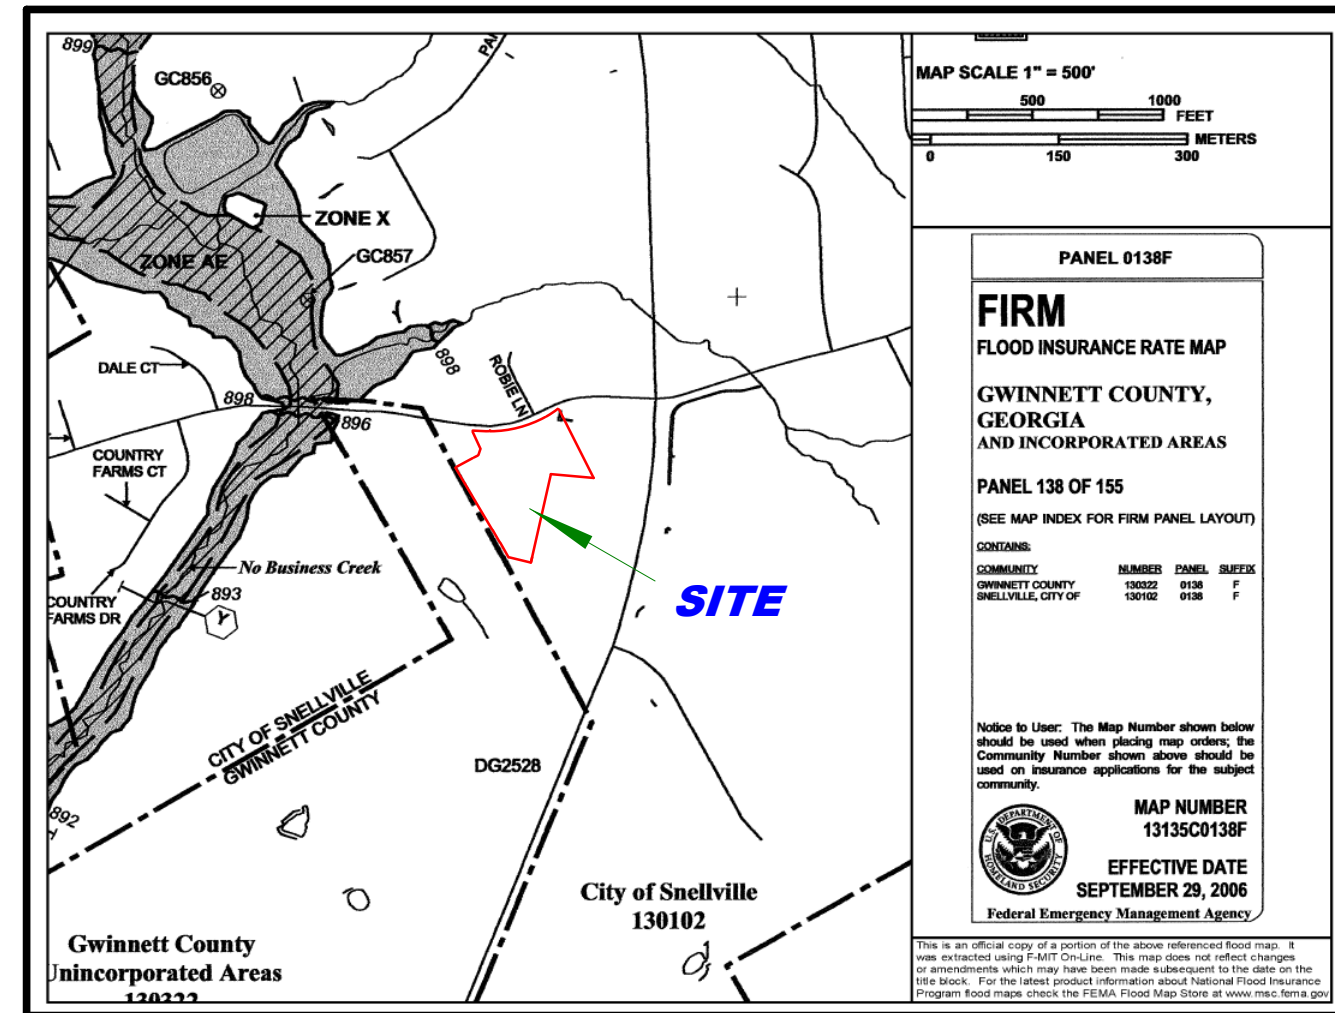 899
GC856
MAP SCALE 1" = 500'
500 1000
FEET
METERS
0 150 300
ZONE X
ZONE AE
GC857
DALE CT
898
898
896
ROBIE LN
COUNTRY
FARMS CT
No Business Creek
893
Y
COUNTRY
FARMS DR
SITE
CITY OF SNELLVILLE
GWINNETT COUNTY
DG2528
892
City of Snellville
130102
Gwinnett County
Unincorporated Areas
130322
PANEL 0138F
FIRM
FLOOD INSURANCE RATE MAP
GWINNETT COUNTY,
GEORGIA
AND INCORPORATED AREAS
PANEL 138 OF 155
(SEE MAP INDEX FOR FIRM PANEL LAYOUT)
CONTAINS:
COMMUNITY NUMBER PANEL SUFFIX
GWINNETT COUNTY 130322 0138 F
SNELLVILLE, CITY OF 130102 0138 F
Notice to User: The Map Number shown below
should be used when placing map orders; the
Community Number shown above should be
used on insurance applications for the subject
community.
U.S. DEPARTMENT OF
HOMELAND SECURITY
MAP NUMBER
13135C0138F
EFFECTIVE DATE
SEPTEMBER 29, 2006
Federal Emergency Management Agency
This is an official copy of a portion of the above referenced flood map. It
was extracted using F-MIT On-Line. This map does not reflect changes
or amendments which may have been made subsequent to the date on the
title block. For the latest product information about National Flood Insurance
Program flood maps check the FEMA Flood Map Store at www.msc.fema.gov